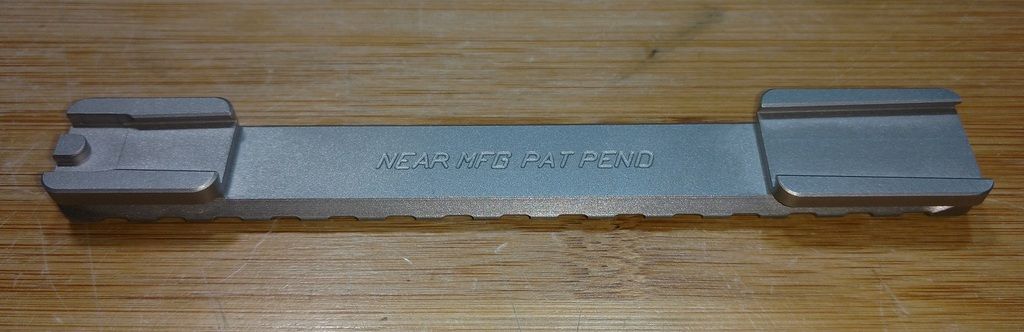 NEAR MFG PAT PEND